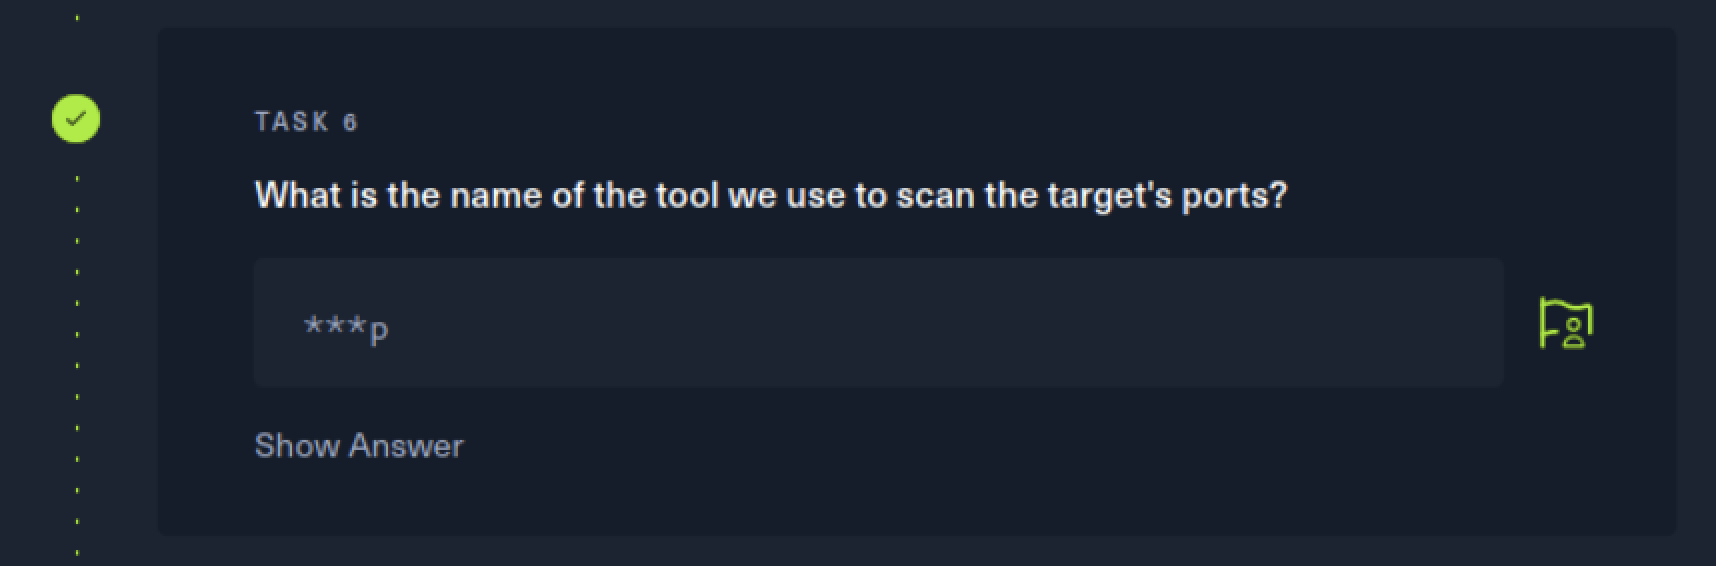 TASK 6
What is the name of the tool we use to scan the target's ports?
***p
Show Answer